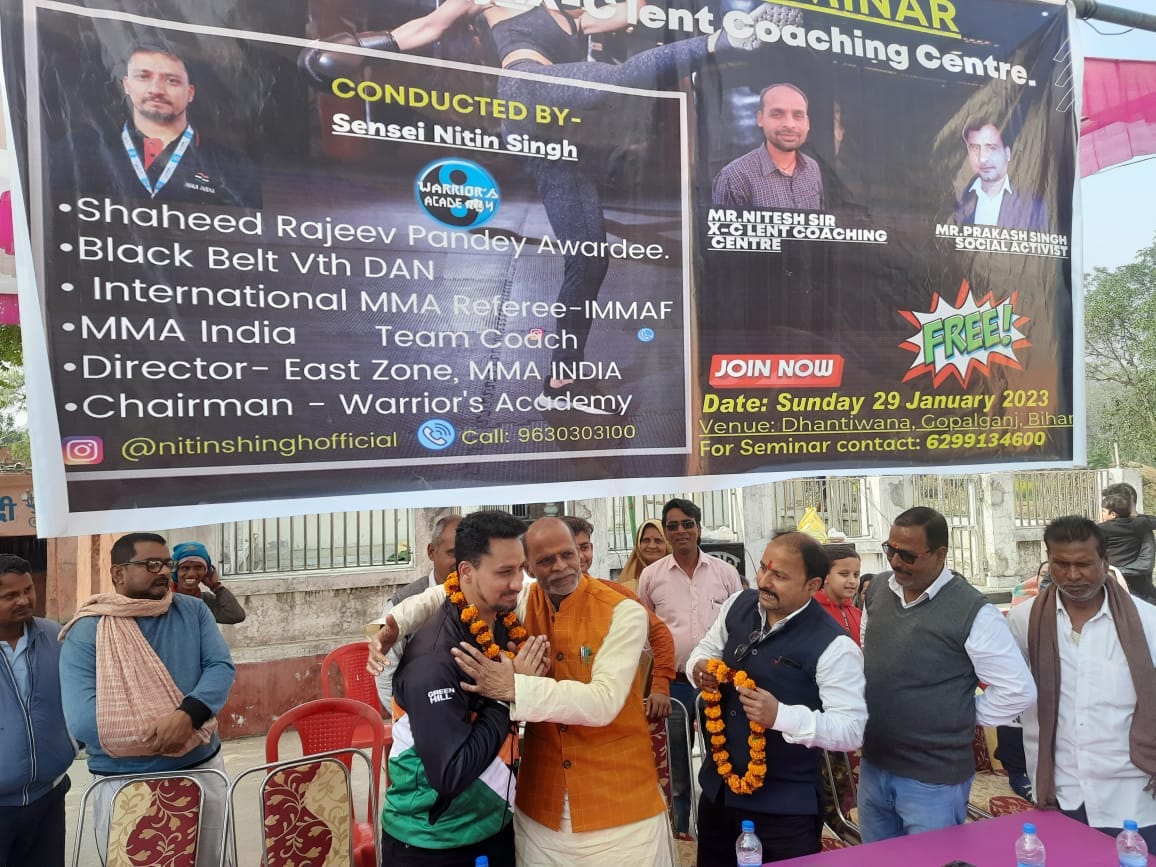 SEMINAR
X-C lent Coaching Centre.
CONDUCTED BY-
Sensei Nitin Singh
WARRIOR'S
ACADEMY
•Shaheed Rajeev Pandey Awardee.
•Black Belt Vth DAN
• International MMA Referee-IMMAF
•MMA India Team Coach
•Director- East Zone, MMA INDIA
•Chairman - Warrior's Academy
@nitinshinghofficial Call: 9630303100
MR.NITESH SIR
X-C LENT COACHING
CENTRE
MR.PRAKASH SINGH
SOCIAL ACTIVIST
FREE!
JOIN NOW
Date: Sunday 29 January 2023
Venue: Dhantiwana, Gopalganj, Bihar
For Seminar contact: 6299134600
GREEN
HILL